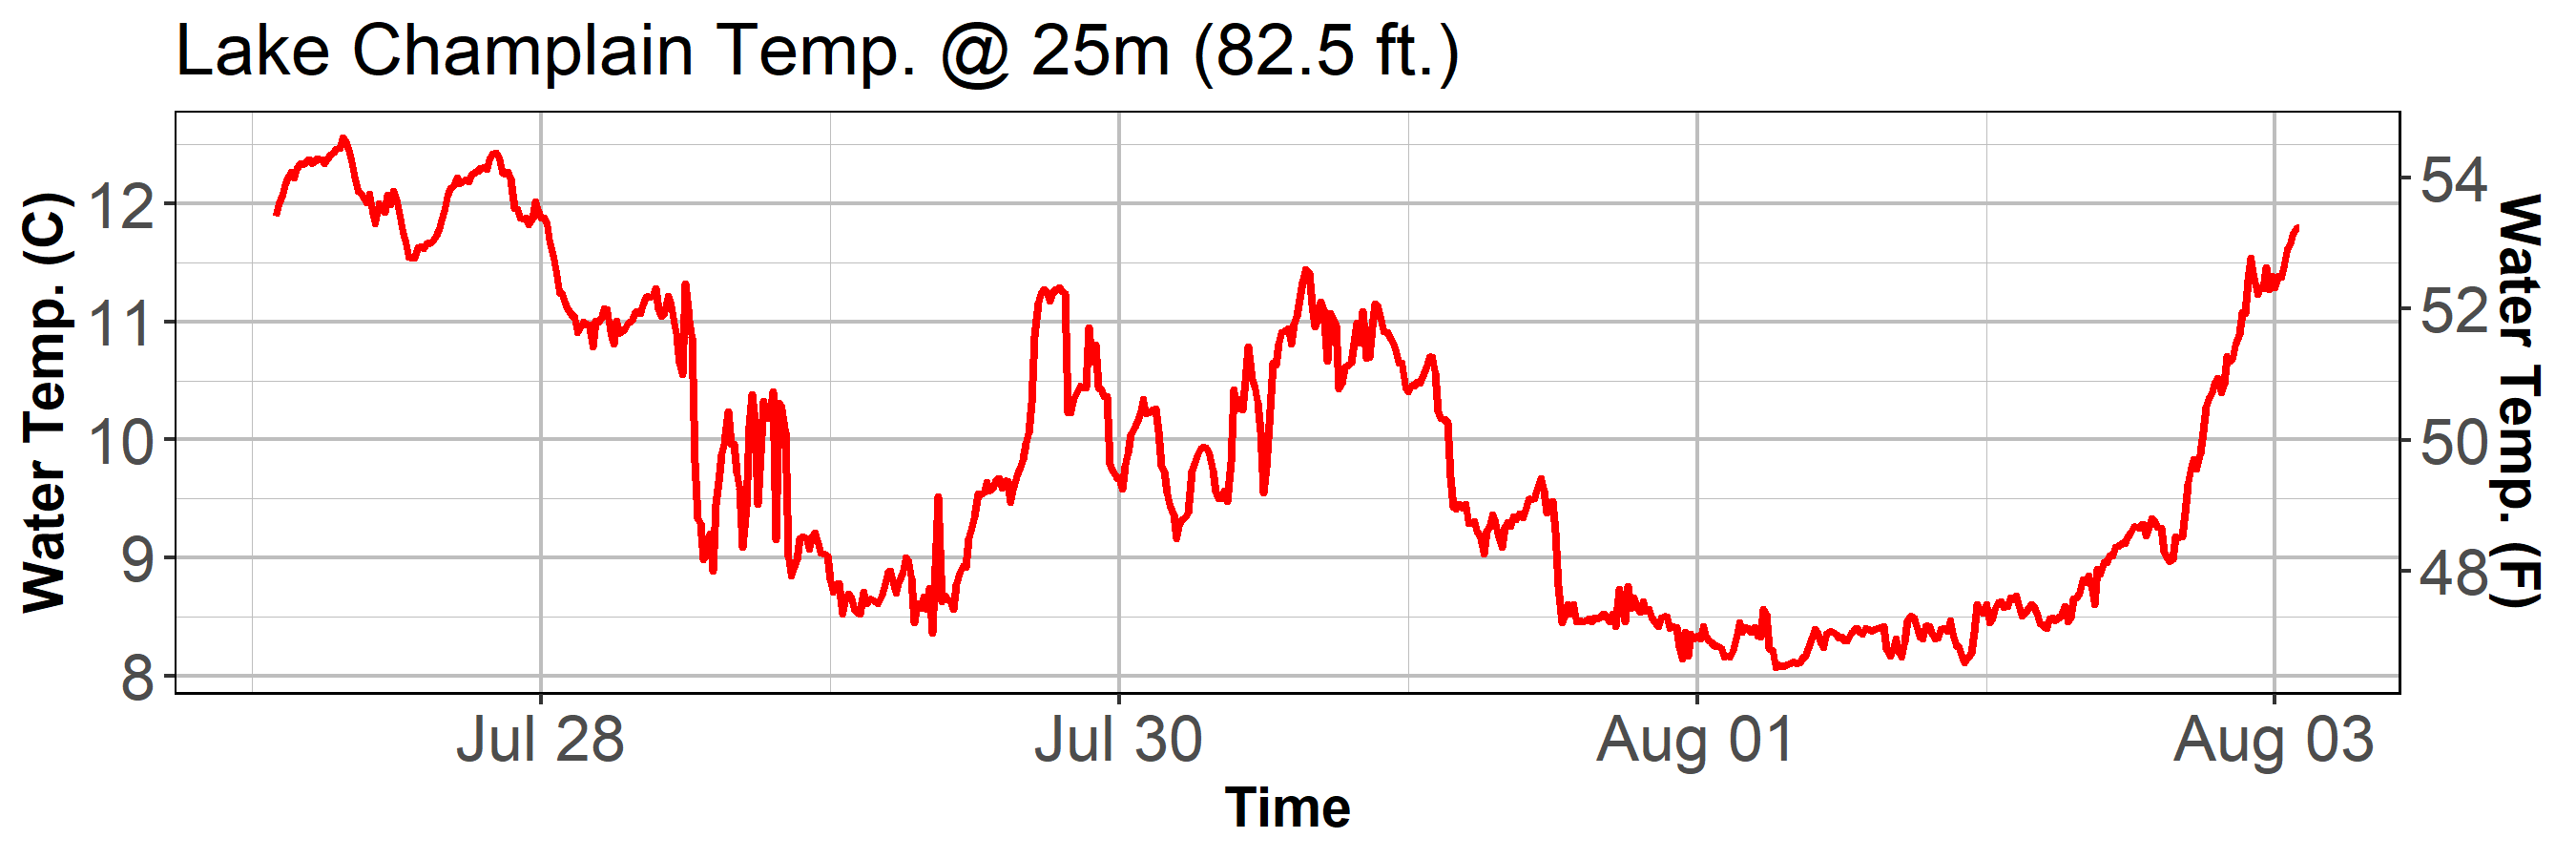 Lake Champlain Temp. @ 25m (82.5 ft.)
Water Temp. (C)
12
11
10
9
8
54
52
50
48
Water Temp. (F)
Jul 28
Jul 30
Aug 01
Aug 03
Time